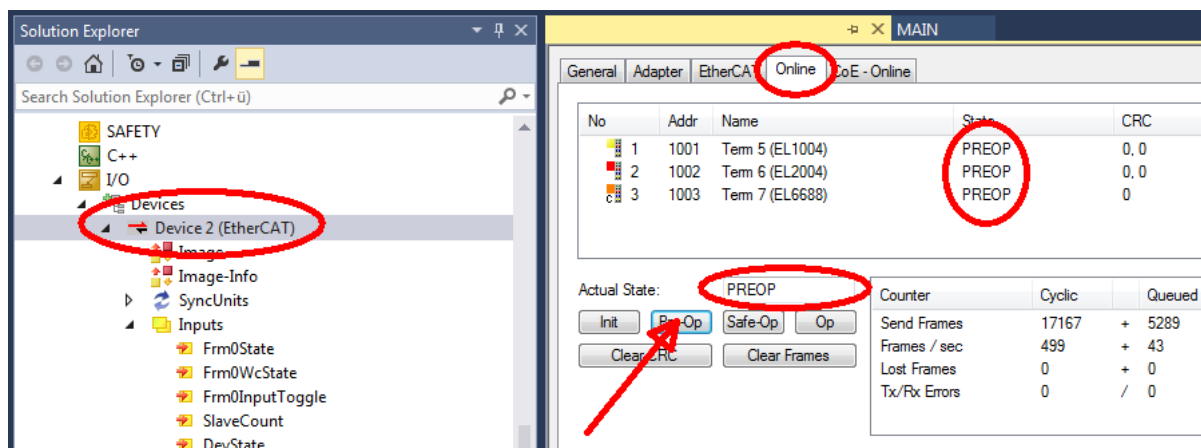 Solution Explorer
Search Solution Explorer (Ctrl+ü)
SAFETY
C++
I/O
Devices
Device 2 (EtherCAT)
Image
Image-Info
SyncUnits
Inputs
Frm0State
Frm0WcState
Frm0InputToggle
SlaveCount
DevState
MAIN
General Adapter EtherCAT Online CoE - Online
No Addr Name State CRC
1 1001 Term 5 (EL1004) PREOP 0, 0
2 1002 Term 6 (EL2004) PREOP 0, 0
3 1003 Term 7 (EL6688) PREOP 0
Actual State: PREOP
Init Pre-Op Safe-Op Op
Clear CRC Clear Frames
Counter Cyclic Queued
Send Frames 17167 + 5289
Frames / sec 499 + 43
Lost Frames 0 + 0
Tx/Rx Errors 0 / 0